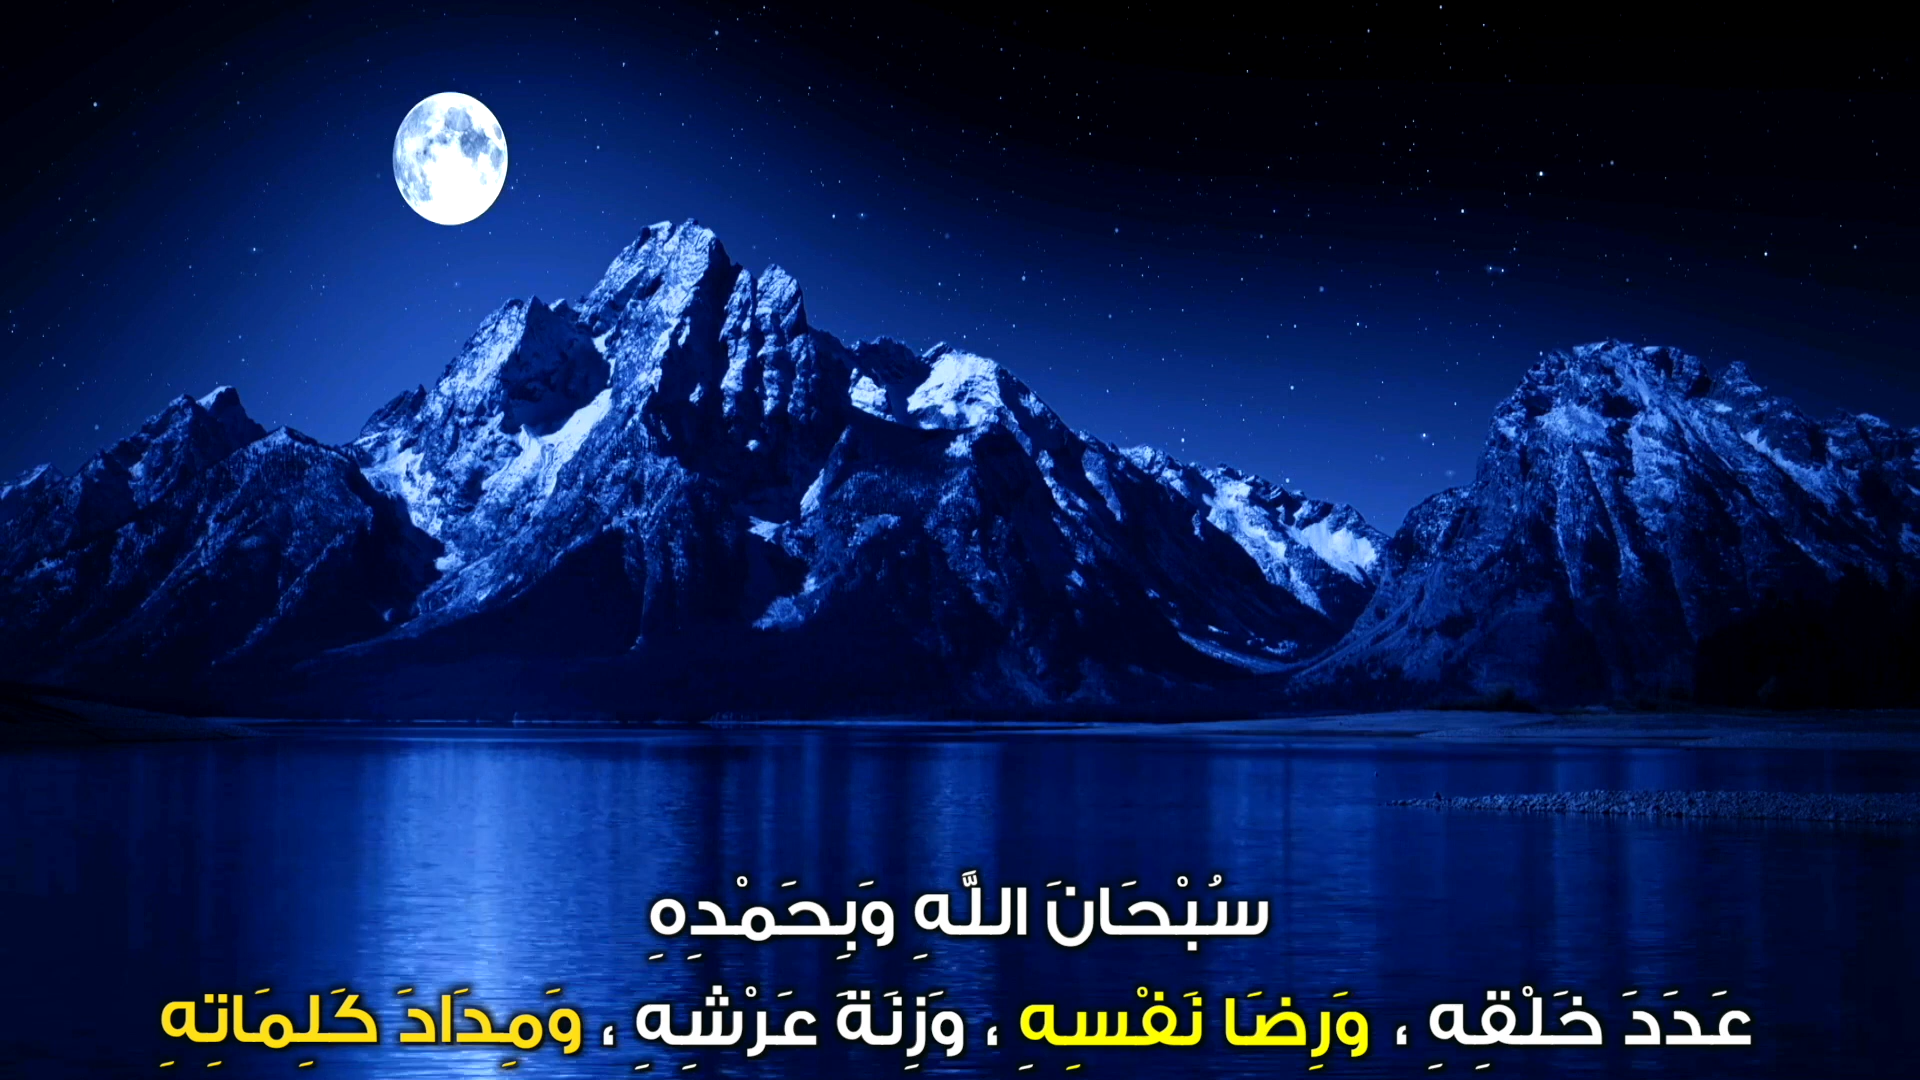 سُبْحَانَ اللَّهِ وَبِحَمْدِهِ
عَدَدَ خَلْقِهِ ، وَرِضَا نَفْسِهِ ، وَزِنَةَ عَرْشِهِ ، وَمِدَادَ كَلِمَاتِهِ